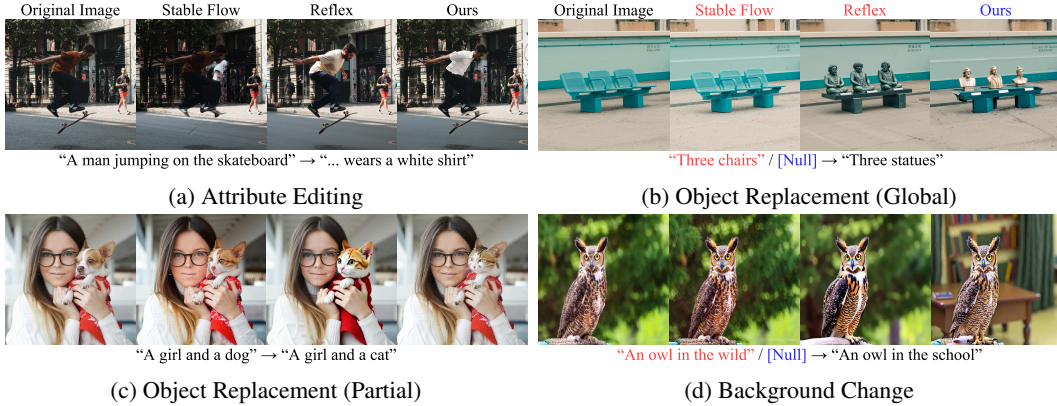 Original Image Stable Flow Reflex Ours
“A man jumping on the skateboard” → “... wears a white shirt”
(a) Attribute Editing
Original Image Stable Flow Reflex Ours
“Three chairs” / [Null] → “Three statues”
(b) Object Replacement (Global)
“A girl and a dog” → “A girl and a cat”
(c) Object Replacement (Partial)
“An owl in the wild” / [Null] → “An owl in the school”
(d) Background Change